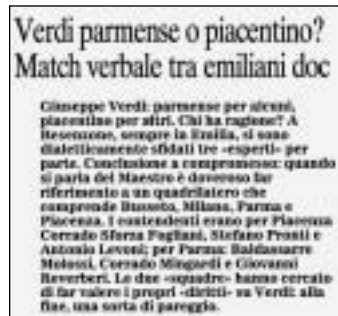 Verdi parmense o piacentino?
Match verbale tra emiliani doc
Giuseppe Verdi: parmense per alcuni,
piacentino per altri. Chi ha ragione? A
Besenzone, sempre in Emilia, si sono
dialetticamente sfidati tre «esperti» per
parte. Conclusione a compromesso: quando
si parla del Maestro è doveroso far
riferimento a un quadrilatero che
comprende Busseto, Milano, Parma e
Piacenza. I contendenti erano per Piacenza
Corrado Sforza Fogliani, Stefano Pronti e
Antonio Levoni; per Parma: Baldassarre
Molossi, Corrado Mingardi e Giovanni
Reverberi. Le due «squadre» hanno cercato
di far valere i propri «diritti» su Verdi: alla
fine, una sorta di pareggio.